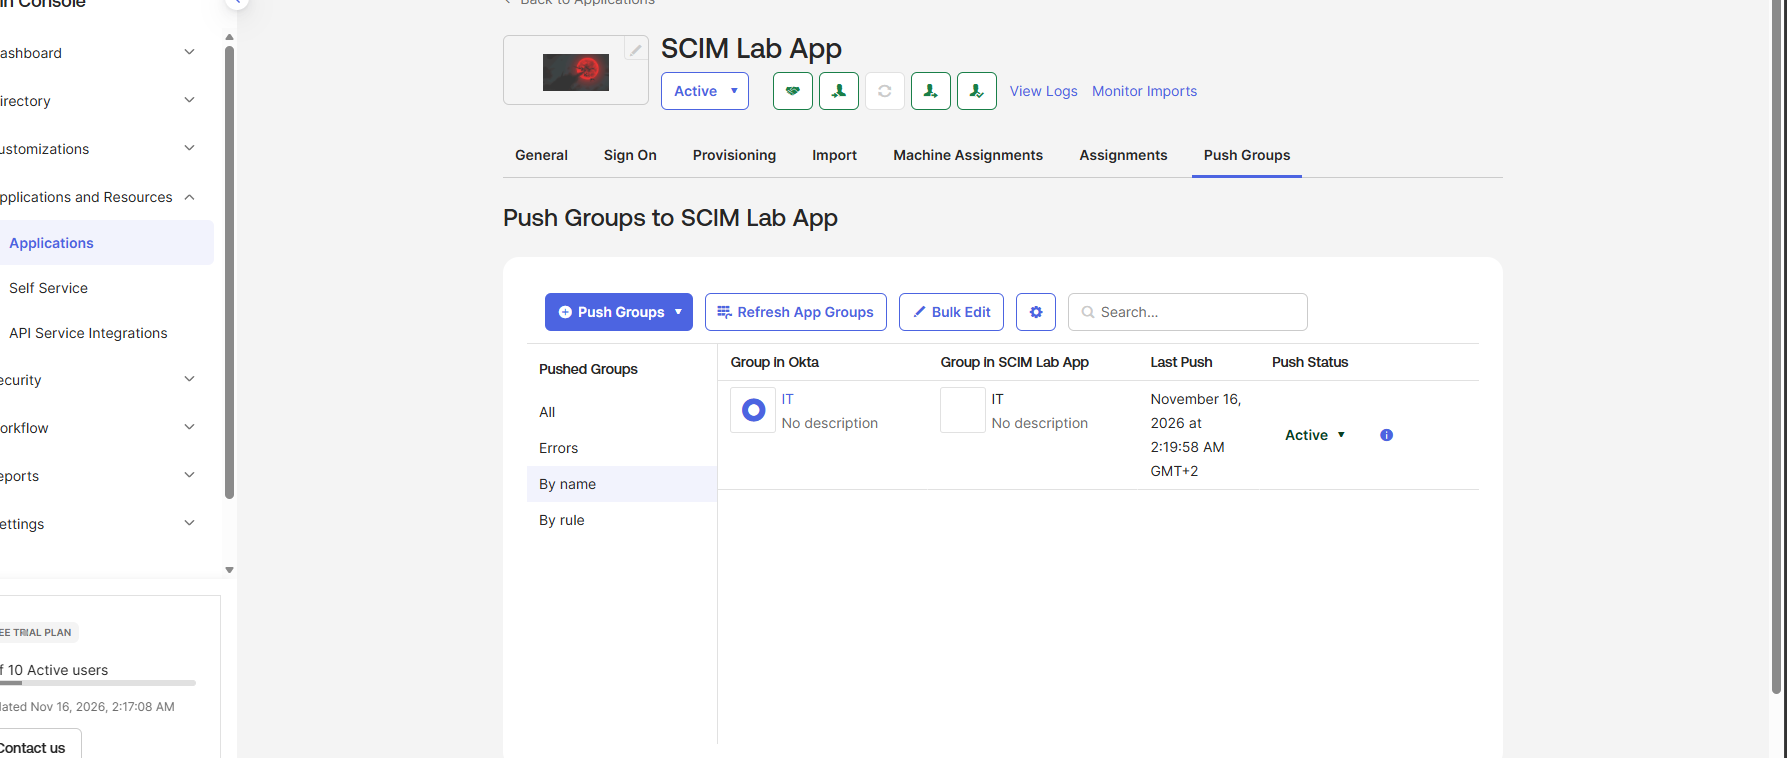 in Console
ashboard
irectory
ustomizations
pplications and Resources
Applications
Self Service
API Service Integrations
ecurity
orkflow
eports
ettings
EE TRIAL PLAN
f 10 Active users
lated Nov 16, 2026, 2:17:08 AM
Contact us
Back to Applications
SCIM Lab App
Active
View Logs
Monitor Imports
General
Sign On
Provisioning
Import
Machine Assignments
Assignments
Push Groups
Push Groups to SCIM Lab App
Push Groups
Refresh App Groups
Bulk Edit
Search...
Pushed Groups
All
Errors
By name
By rule
Group in Okta
Group in SCIM Lab App
Last Push
Push Status
IT
No description
IT
No description
November 16,
2026 at
2:19:58 AM
GMT+2
Active